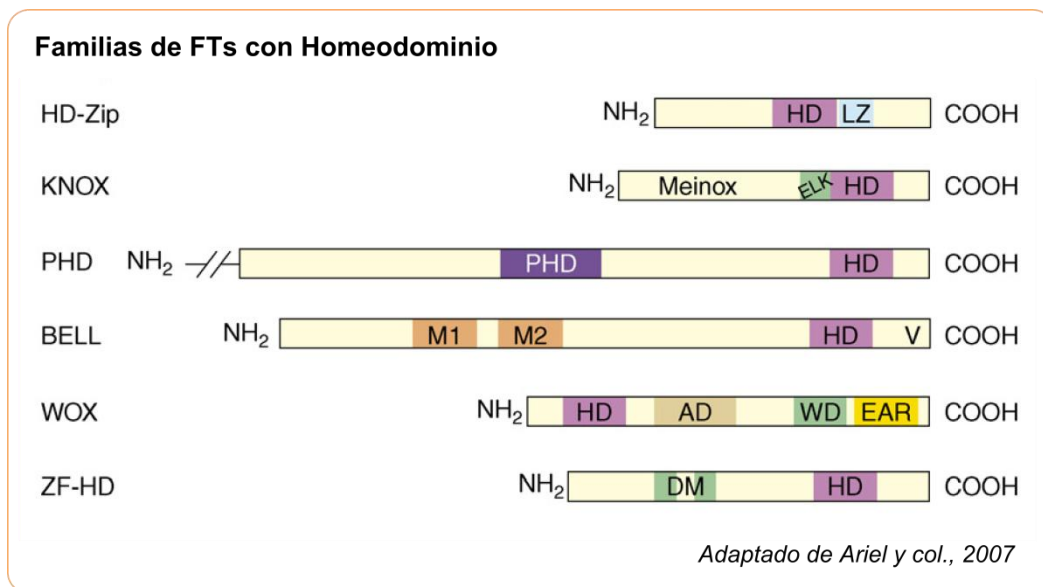 Familias de FTs con Homeodominio
HD-Zip NH2 HD LZ COOH
KNOX NH2 Meinox ELK HD COOH
PHD NH2 PHD HD COOH
BELL NH2 M1 M2 HD V COOH
WOX NH2 HD AD WD EAR COOH
ZF-HD NH2 DM HD COOH
Adaptado de Ariel y col., 2007